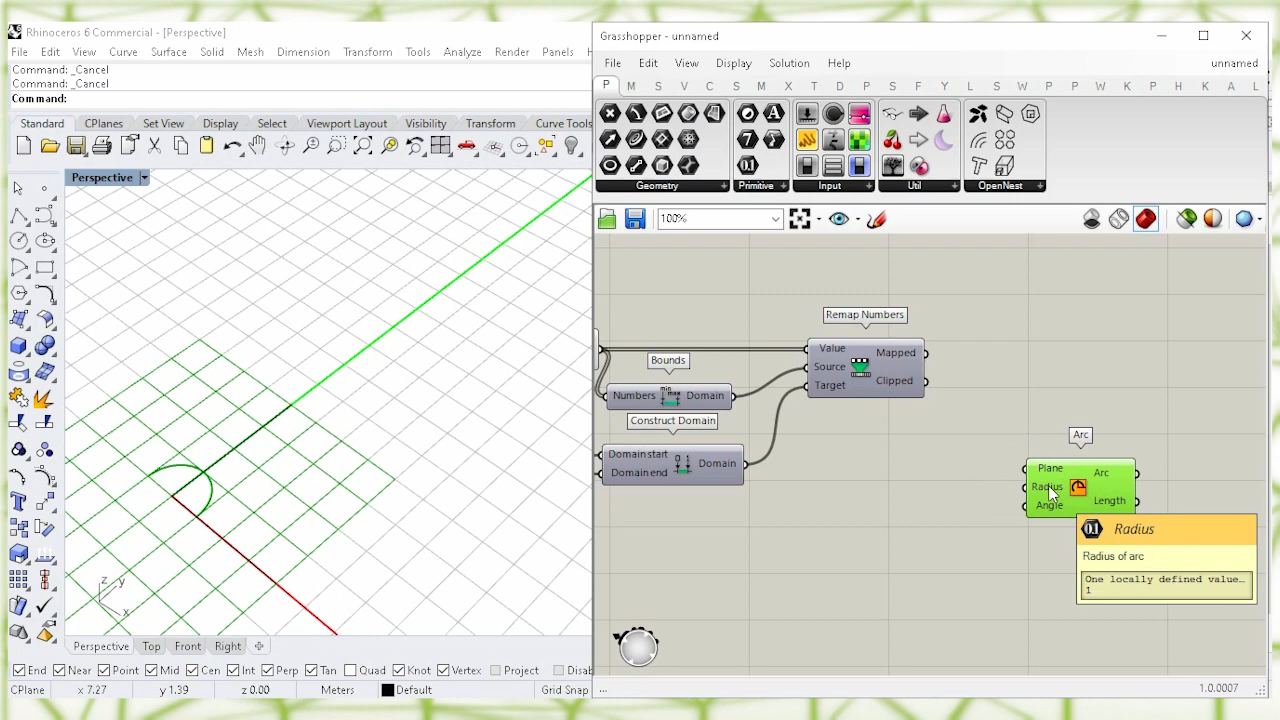 Rhinoceros 6 Commercial - [Perspective]
File Edit View Curve Surface Solid Mesh Dimension Transform Tools Analyze Render Panels
Command: _Cancel
Command: _Cancel
Command:
Standard CPlanes Set View Display Select Viewport Layout Visibility Transform Curve Tools
Perspective
z y
x
Perspective Top Front Right
End Near Point Mid Cen Int Perp Tan Quad Knot Vertex Project Disab
CPlane x 7.27 y 1.39 z 0.00 Meters Default Grid Snap
Grasshopper - unnamed
File Edit View Display Solution Help unnamed
P M S V C S M X T D P S F Y L S W P P W K P H K A L
Geometry Primitive Input Util OpenNest
100%
Remap Numbers
Value Mapped
Source
Target Clipped
Bounds
Numbers min max Domain
Construct Domain
Domain start Domain
Domain end
Arc
Plane Arc
Radius
Angle Length
0.1 Radius
Radius of arc
One locally defined value…
1
... 1.0.0007